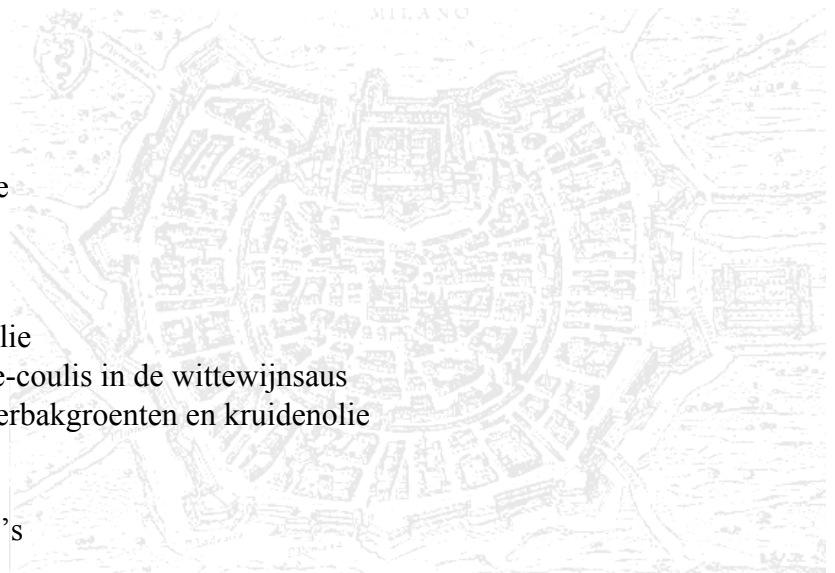 MILANO
e
lie
e-coulis in de wittewijnsaus
erbakgroenten en kruidenolie
’s